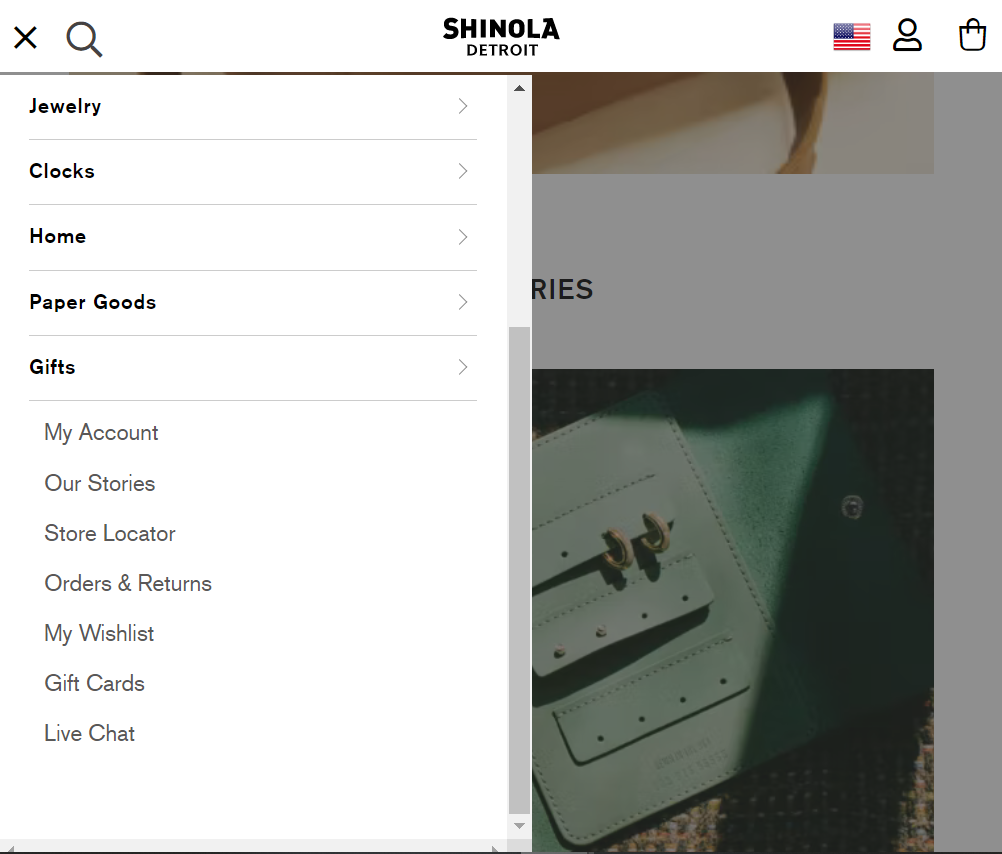 SHINOLA
DETROIT
Jewelry
Clocks
Home
Paper Goods
Gifts
My Account
Our Stories
Store Locator
Orders & Returns
My Wishlist
Gift Cards
Live Chat
RIES